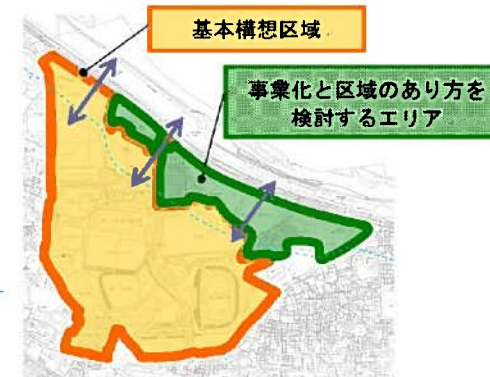 基本構想区域
事業化と区域のあり方を
検討するエリア